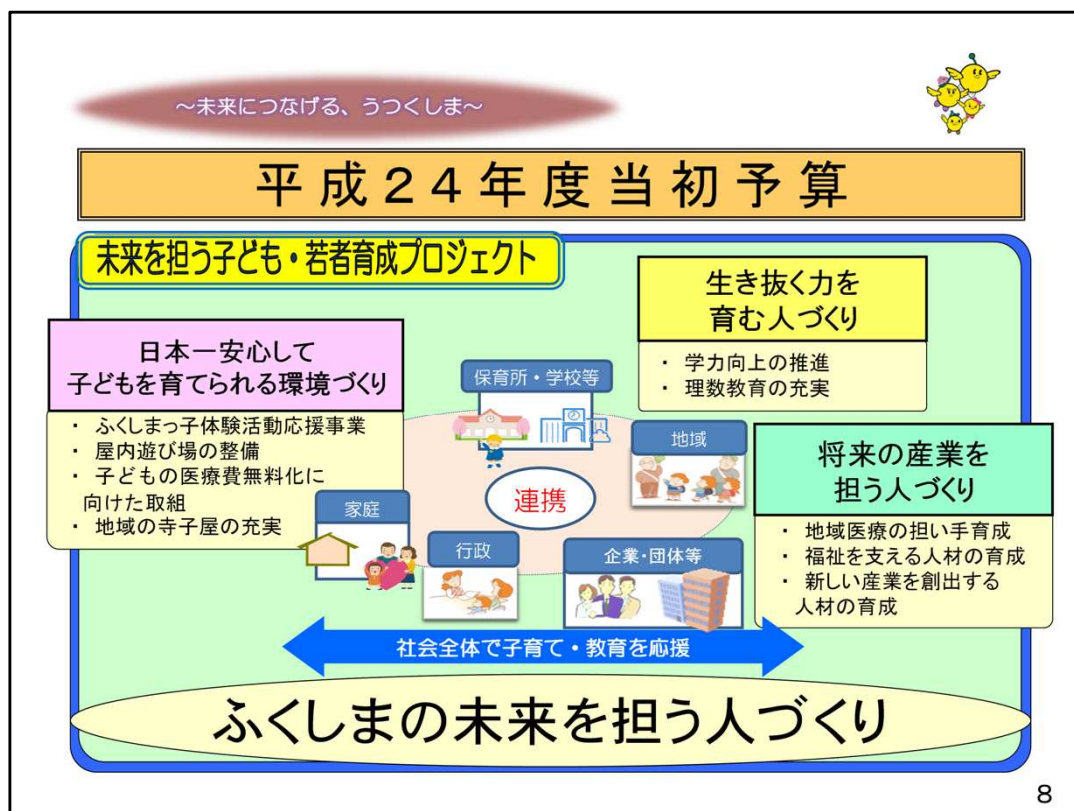 ～未来につなげる、うつくしま～
平成２４年度当初予算
未来を担う子ども・若者育成プロジェクト
日本一安心して
子どもを育てられる環境づくり
・ ふくしまっ子体験活動応援事業
・ 屋内遊び場の整備
・ 子どもの医療費無料化に
向けた取組
・ 地域の寺子屋の充実
生き抜く力を
育む人づくり
・ 学力向上の推進
・ 理数教育の充実
将来の産業を
担う人づくり
・ 地域医療の担い手育成
・ 福祉を支える人材の育成
・ 新しい産業を創出する
人材の育成
保育所・学校等
地域
連携
家庭
行政
企業・団体等
社会全体で子育て・教育を応援
ふくしまの未来を担う人づくり
8